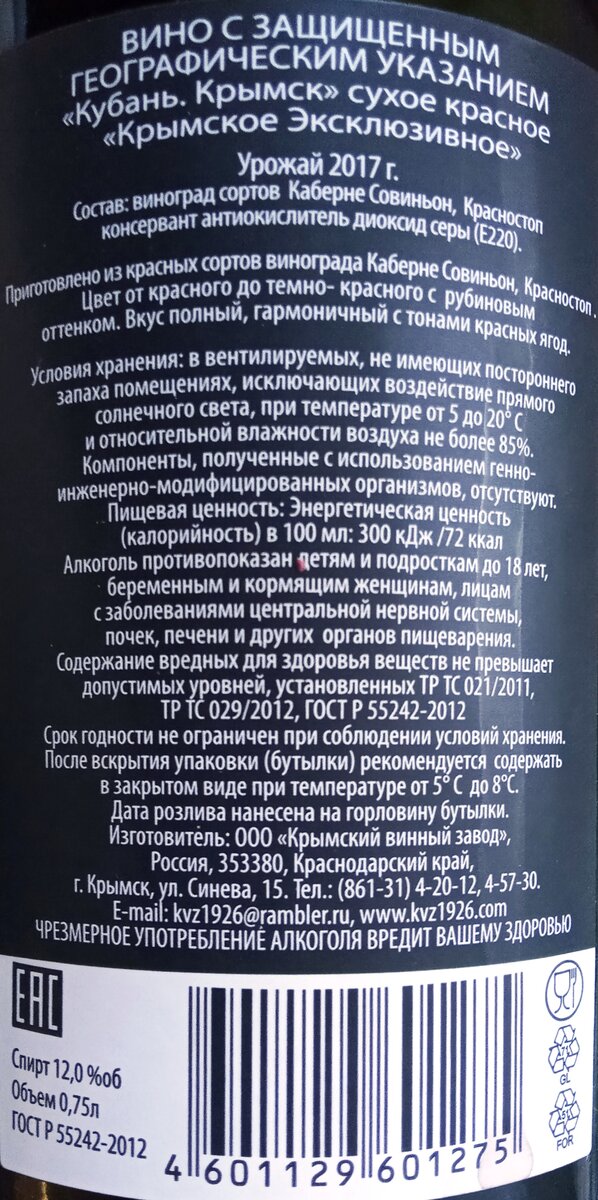 ВИНО С ЗАЩИЩЕННЫМ
ГЕОГРАФИЧЕСКИМ УКАЗАНИЕМ
«Кубань. Крымск» сухое красное
«Крымское Эксклюзивное»
Урожай 2017 г.
Состав: виноград сортов Каберне Совиньон, Красностоп
консервант антиокислитель диоксид серы (Е220).
Приготовлено из красных сортов винограда Каберне Совиньон, Красностоп.
Цвет от красного до темно- красного с рубиновым
оттенком. Вкус полный, гармоничный с тонами красных ягод.
Условия хранения: в вентилируемых, не имеющих постороннего
запаха помещениях, исключающих воздействие прямого
солнечного света, при температуре от 5 до 20° С
и относительной влажности воздуха не более 85%.
Компоненты, полученные с использованием генно-
инженерно-модифицированных организмов, отсутствуют.
Пищевая ценность: Энергетическая ценность
(калорийность) в 100 мл: 300 кДж /72 ккал
Алкоголь противопоказан детям и подросткам до 18 лет,
беременным и кормящим женщинам, лицам
с заболеваниями центральной нервной системы,
почек, печени и других органов пищеварения.
Содержание вредных для здоровья веществ не превышает
допустимых уровней, установленных ТР ТС 021/2011,
ТР ТС 029/2012, ГОСТ Р 55242-2012
Срок годности не ограничен при соблюдении условий хранения.
После вскрытия упаковки (бутылки) рекомендуется содержать
в закрытом виде при температуре от 5° С до 8°С.
Дата розлива нанесена на горловину бутылки.
Изготовитель: ООО «Крымский винный завод»,
Россия, 353380, Краснодарский край,
г. Крымск, ул. Синева, 15. Тел.: (861-31) 4-20-12, 4-57-30.
E-mail: kvz1926@rambler.ru, www.kvz1926.com
ЧРЕЗМЕРНОЕ УПОТРЕБЛЕНИЕ АЛКОГОЛЯ ВРЕДИТ ВАШЕМУ ЗДОРОВЬЮ
EAC
Спирт 12,0 %об
Объем 0,75л
ГОСТ Р 55242-2012
4 601129 601275
71
GL
51
FOR